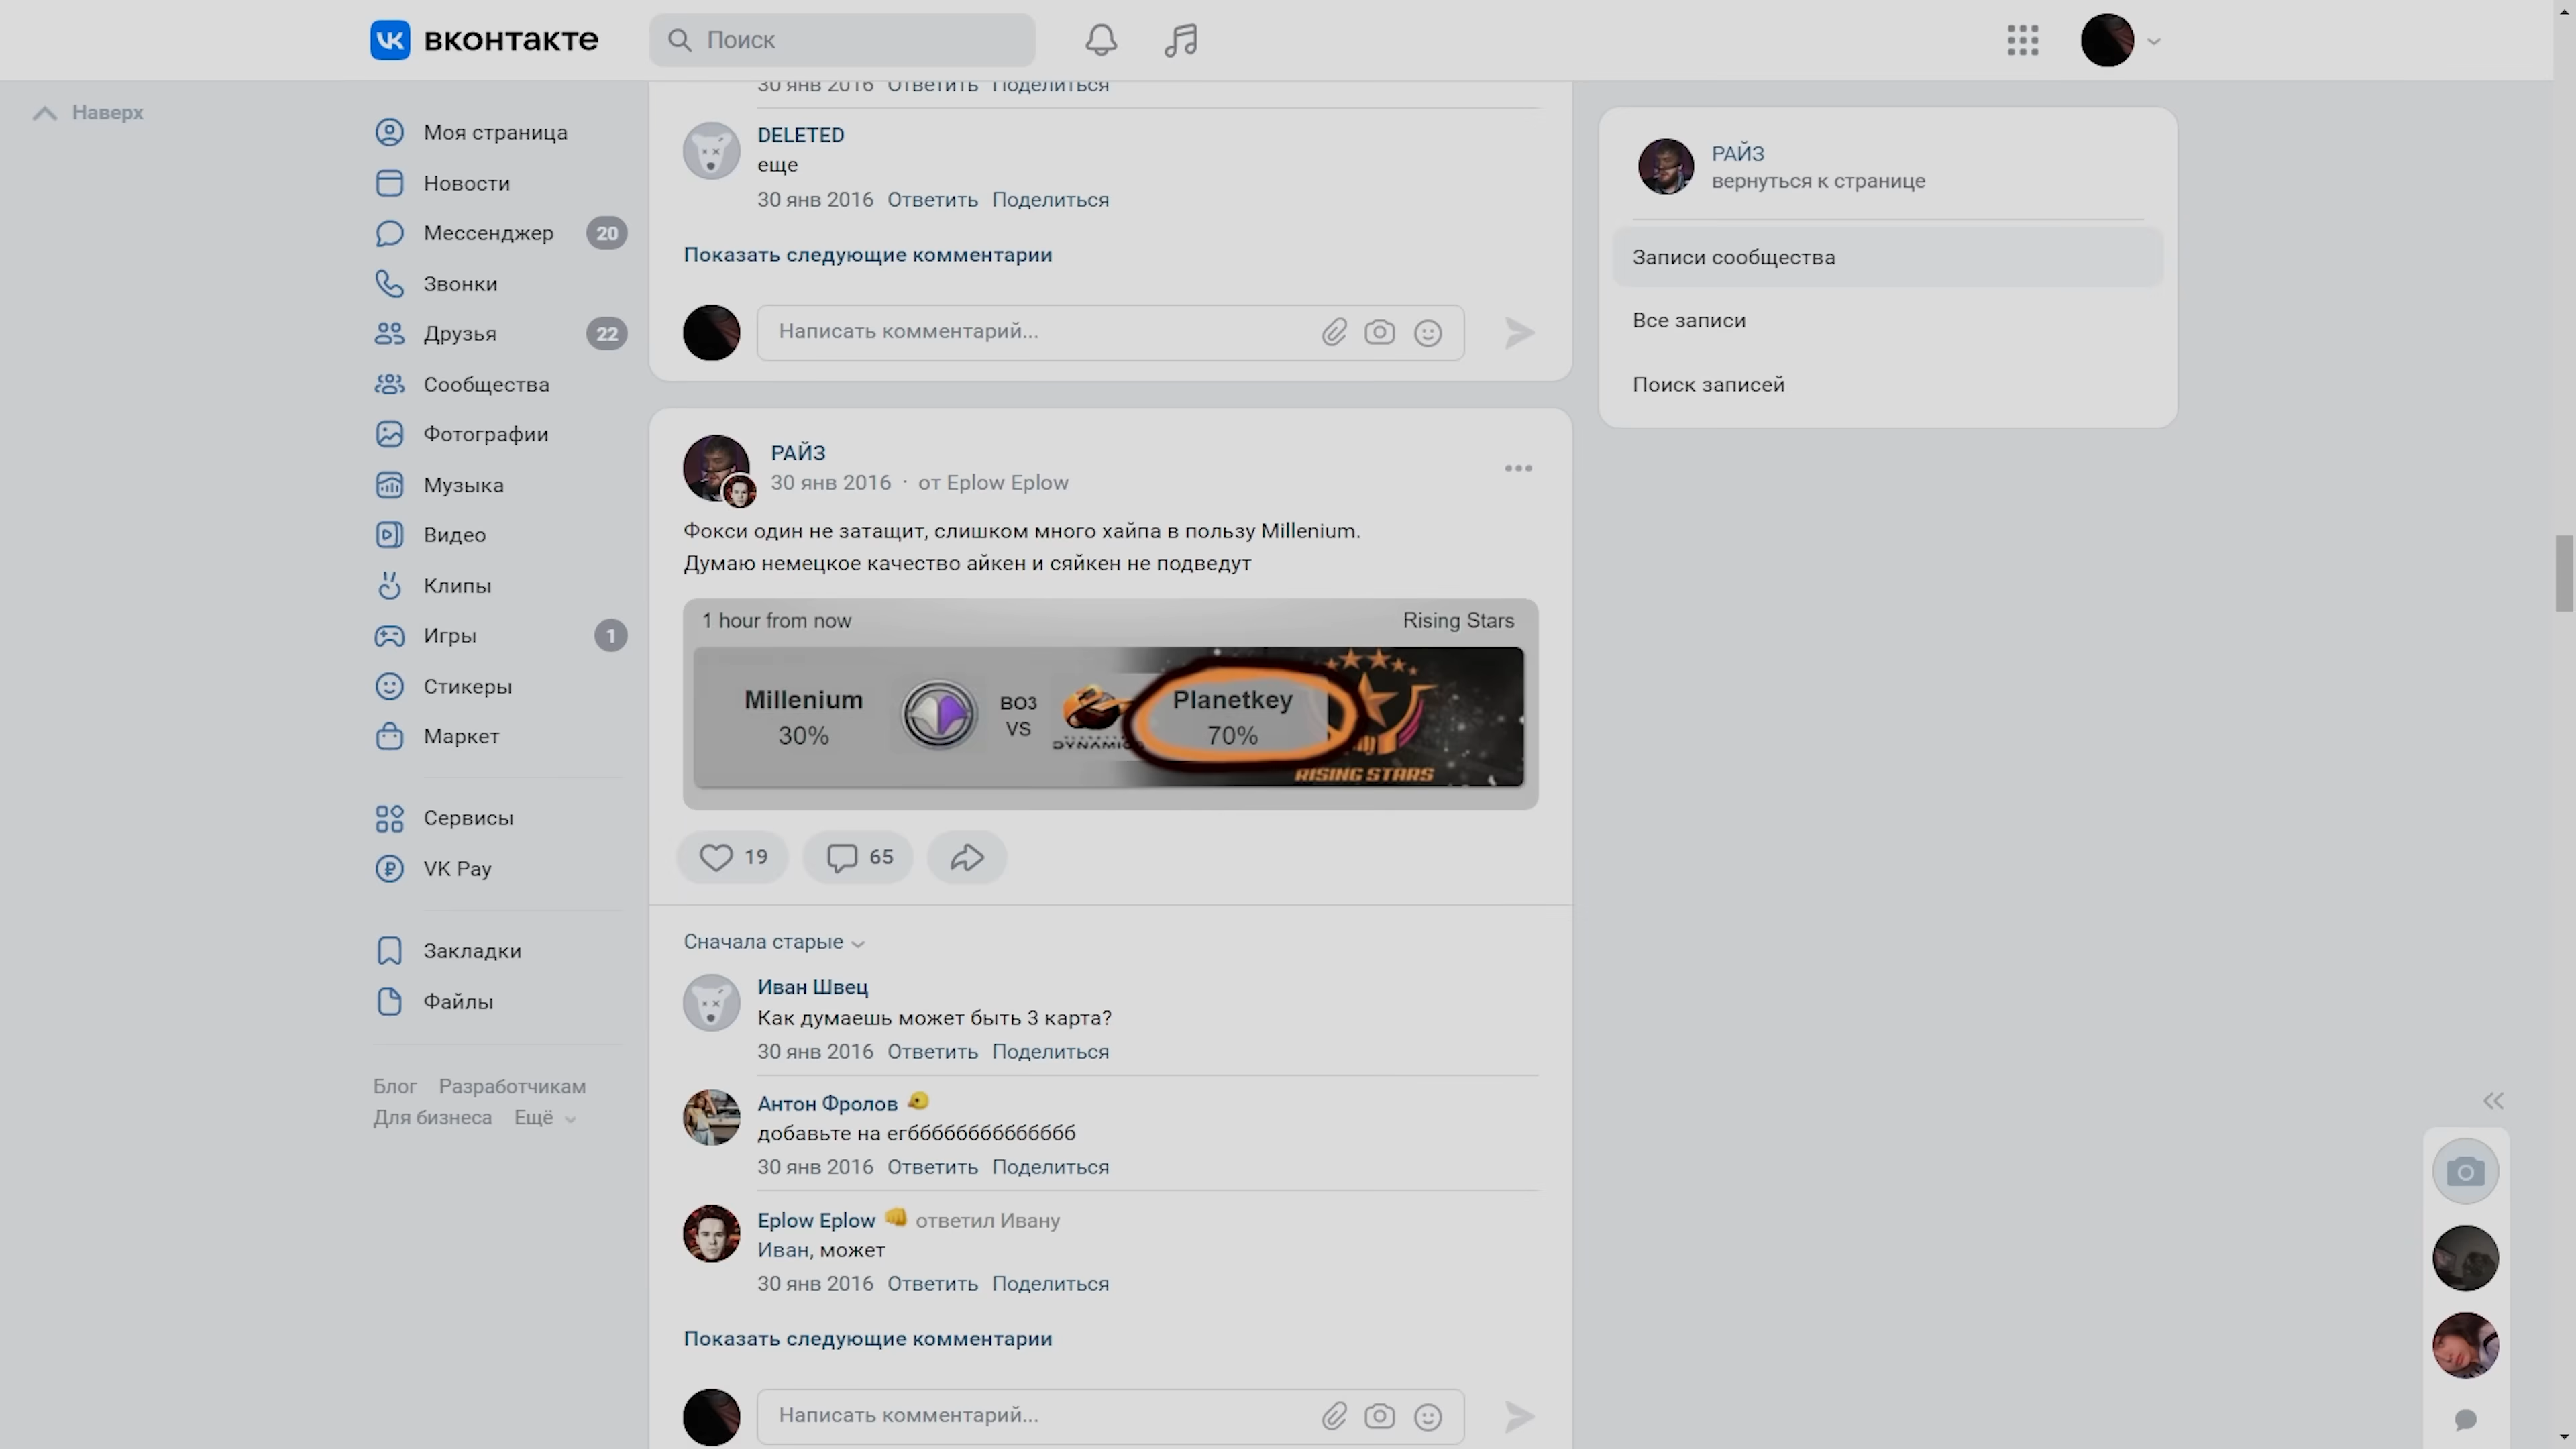 вконтакте
Поиск
Наверх
Моя страница
Новости
Мессенджер 20
Звонки
Друзья 22
Сообщества
Фотографии
Музыка
Видео
Клипы
Игры 1
Стикеры
Маркет
Сервисы
VK Pay
Закладки
Файлы
Блог Разработчикам
Для бизнеса Ещё
30 янв 2016 Ответить Поделиться
DELETED
еще
30 янв 2016 Ответить Поделиться
Показать следующие комментарии
Написать комментарий...
РАЙЗ
30 янв 2016 · от Eplow Eplow
Фокси один не затащит, слишком много хайпа в пользу Millenium.
Думаю немецкое качество айкен и сяйкен не подведут
1 hour from now Rising Stars
Millenium
30%
BO3
VS
Planetkey
70%
RISING STARS
19 65
Сначала старые
Иван Швец
Как думаешь может быть 3 карта?
30 янв 2016 Ответить Поделиться
Антон Фролов
добавьте на егбббббббббббббб
30 янв 2016 Ответить Поделиться
Eplow Eplow 👊 ответил Ивану
Иван, может
30 янв 2016 Ответить Поделиться
Показать следующие комментарии
Написать комментарий...
РАЙЗ
вернуться к странице
Записи сообщества
Все записи
Поиск записей